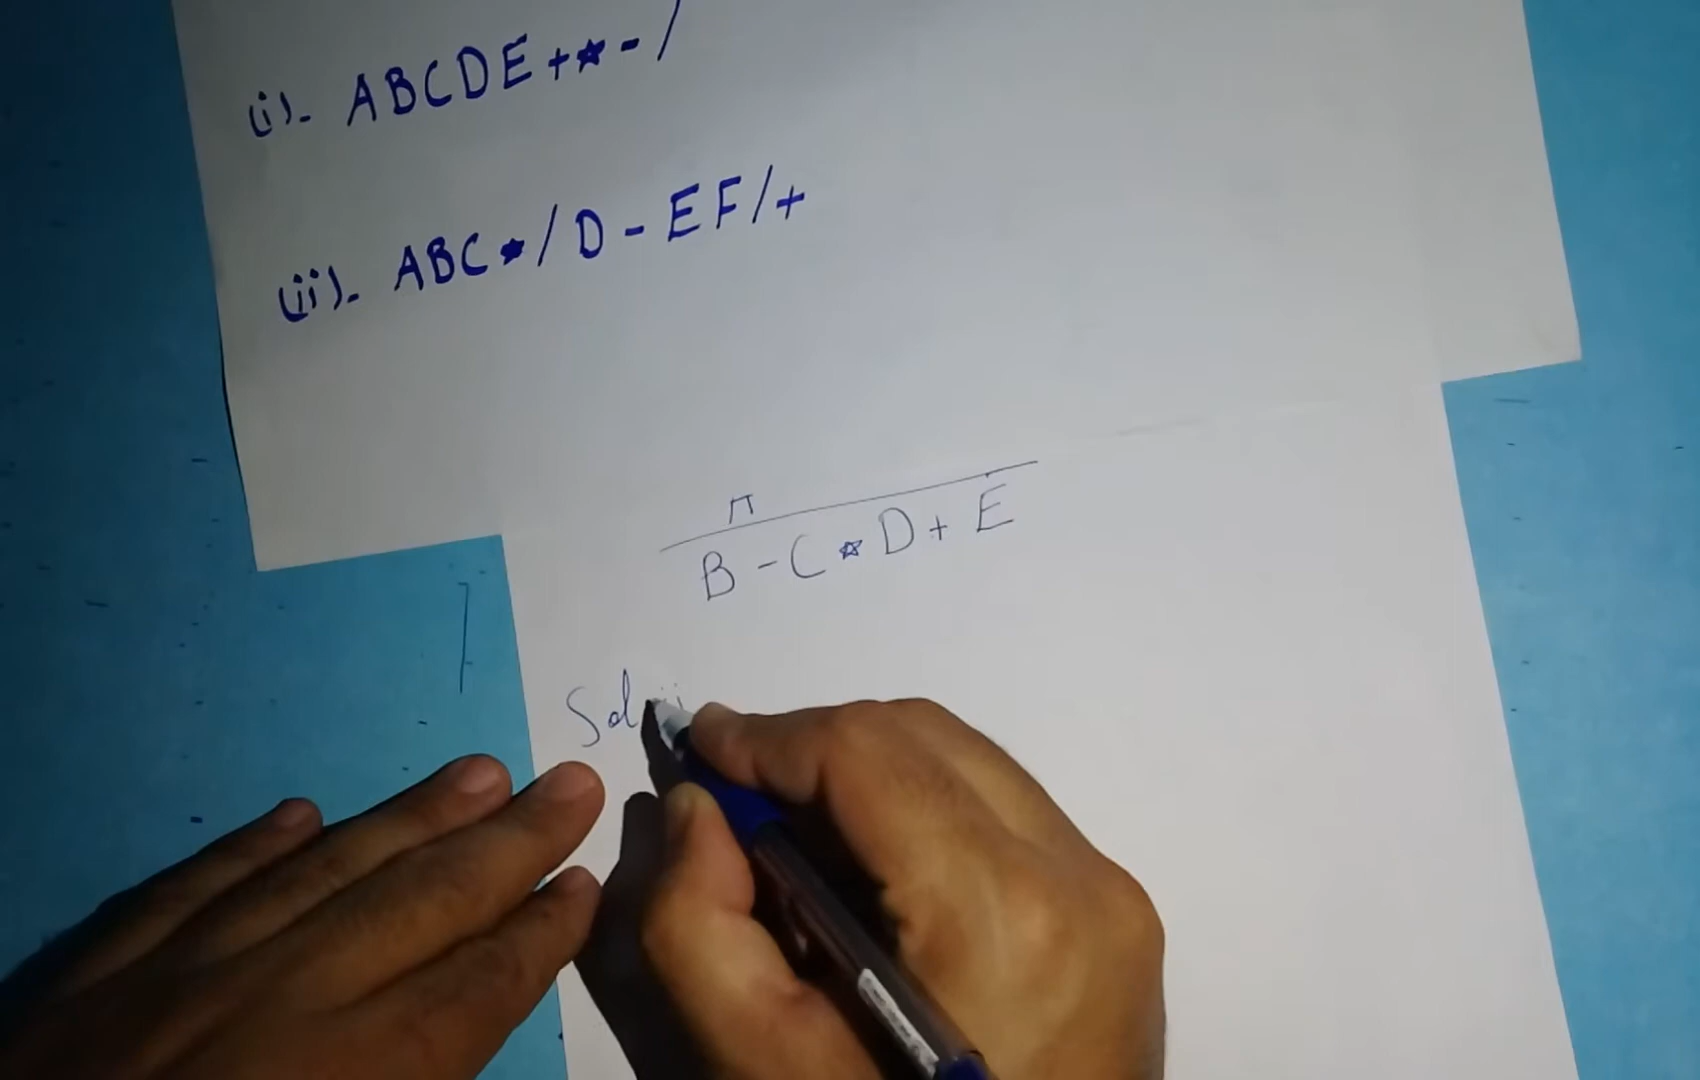 (i)- ABCDE+*-/
(ii)- ABC*/D-EF/+
B - C * D + E
Sol